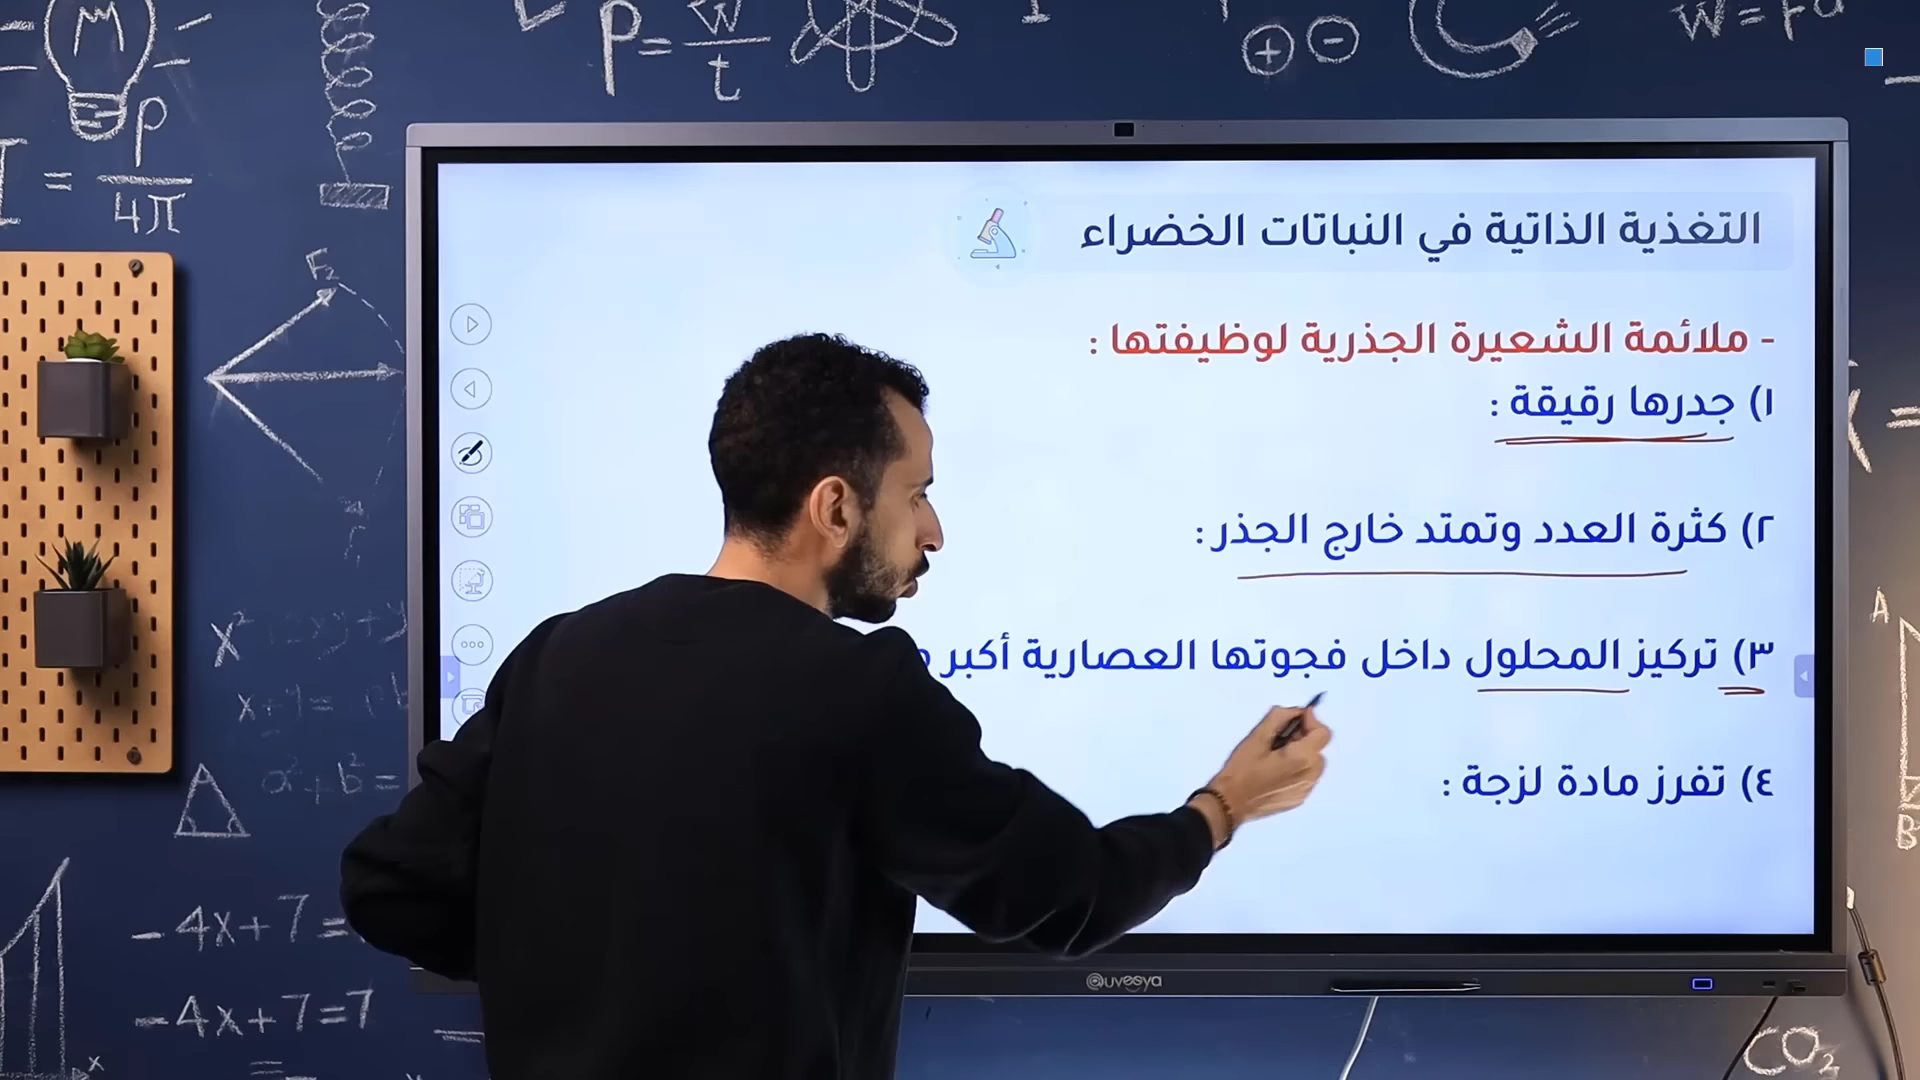 P = W/t
W = Fd
P/4π
=
F₂
التغذية الذاتية في النباتات الخضراء
- ملائمة الشعيرة الجذرية لوظيفتها :
١) جدرها رقيقة :
٢) كثرة العدد وتمتد خارج الجذر :
٣) تركيز المحلول داخل فجوتها العصارية أكبر
٤) تفرز مادة لزجة :
A
B
-4x+7=
-4x+7=7
x
CO₂